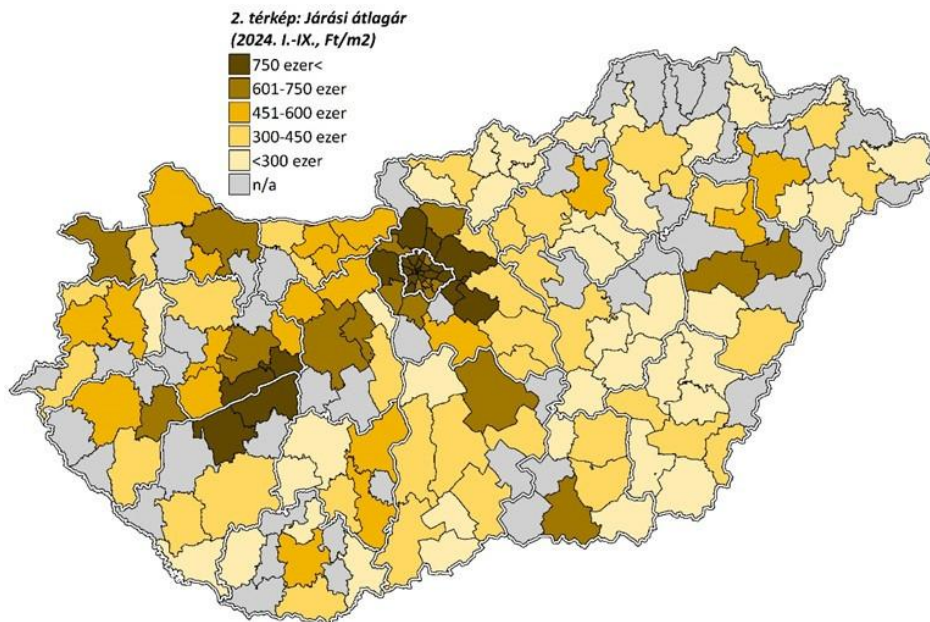 2. térkép: Járási átlagár
(2024. I.-IX., Ft/m2)
750 ezer<
601-750 ezer
451-600 ezer
300-450 ezer
<300 ezer
n/a